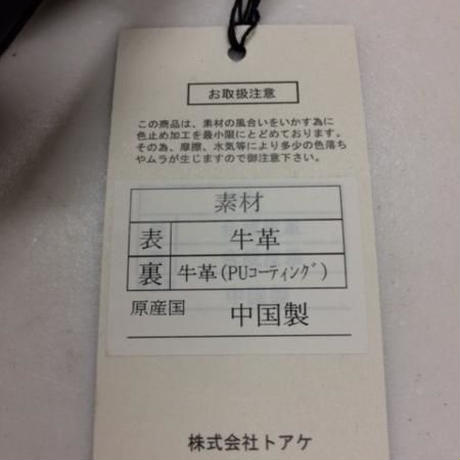 お取扱注意
この商品は、素材の風合いをいかす為に
色止め加工を最小限にとどめております。
その為、摩擦、水気等により多少の色落ち
やムラが生じますので御注意下さい。
素材
表 牛革
裏 牛革(PUｺｰﾃｨﾝｸﾞ)
原産国 中国製
株式会社トアケ